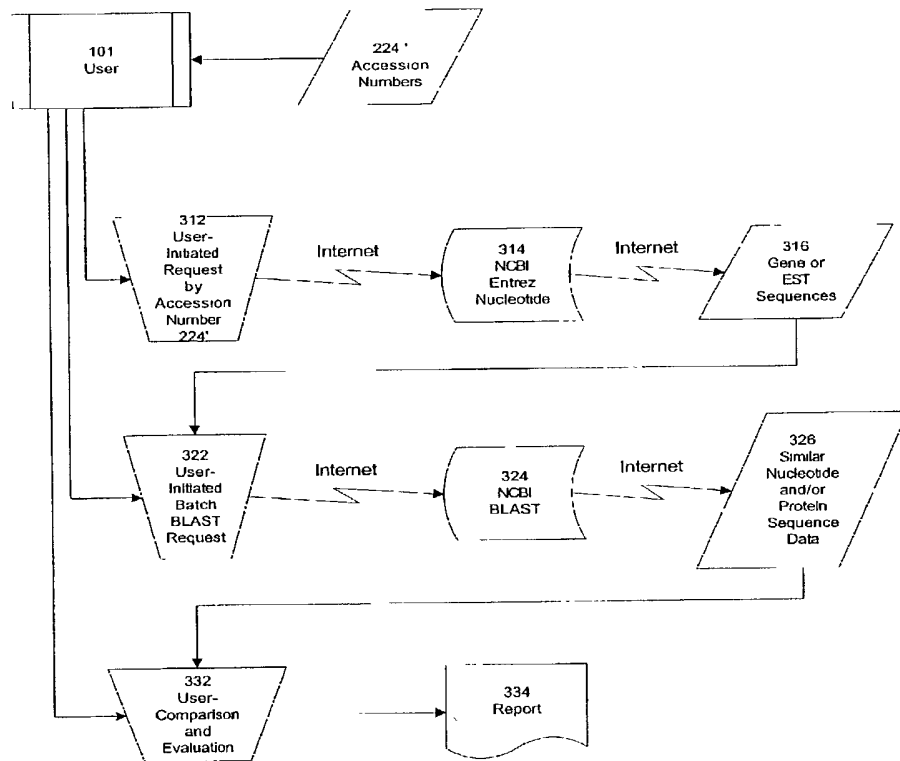 101
User
224 '
Accession
Numbers
312
User-
Initiated
Request
by
Accession
Number
224'
Internet
314
NCBI
Entrez
Nucleotide
Internet
316
Gene or
EST
Sequences
322
User-
Initiated
Batch
BLAST
Request
Internet
324
NCBI
BLAST
Internet
326
Similar
Nucleotide
and/or
Protein
Sequence
Data
332
User-
Comparison
and
Evaluation
334
Report